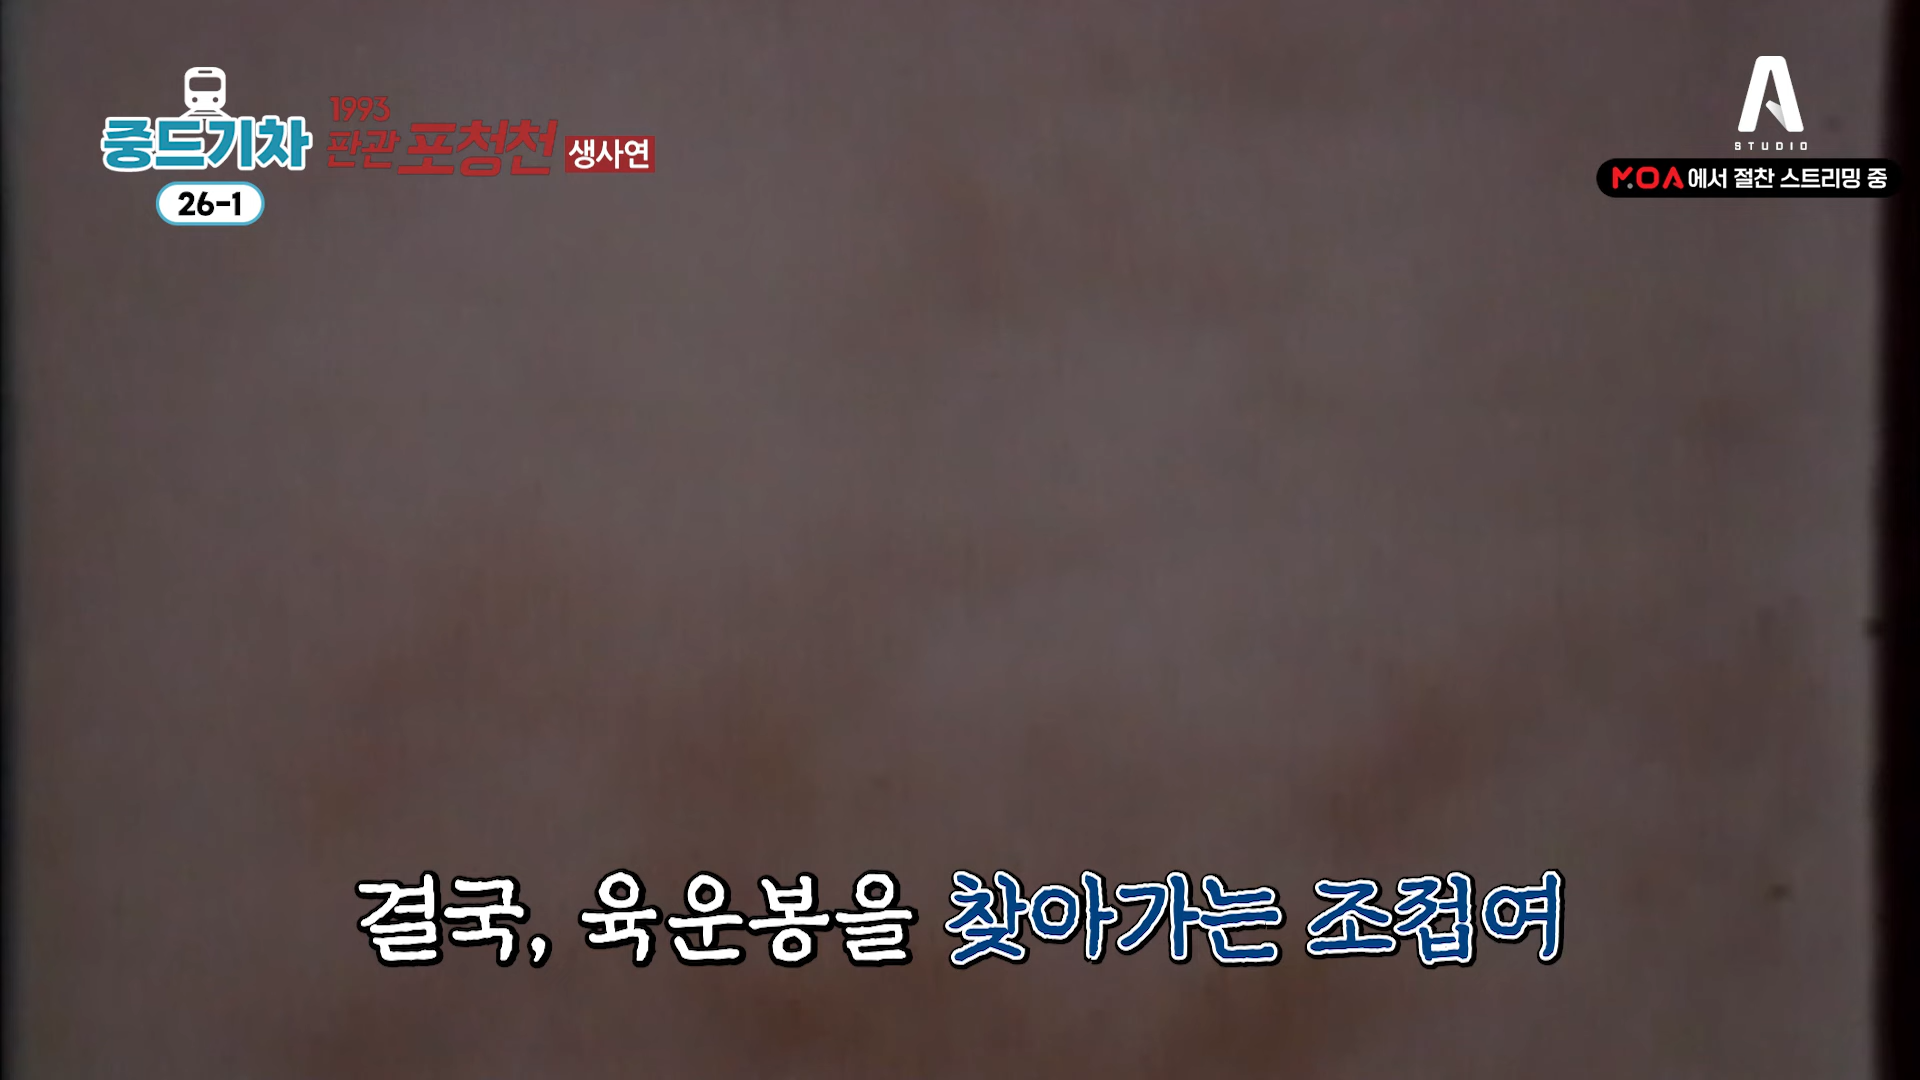 중드기차
26-1
1993
판관 포청천 생사연
A
STUDIO
MOA에서 절찬 스트리밍 중
결국, 육운봉을 찾아가는 조접여